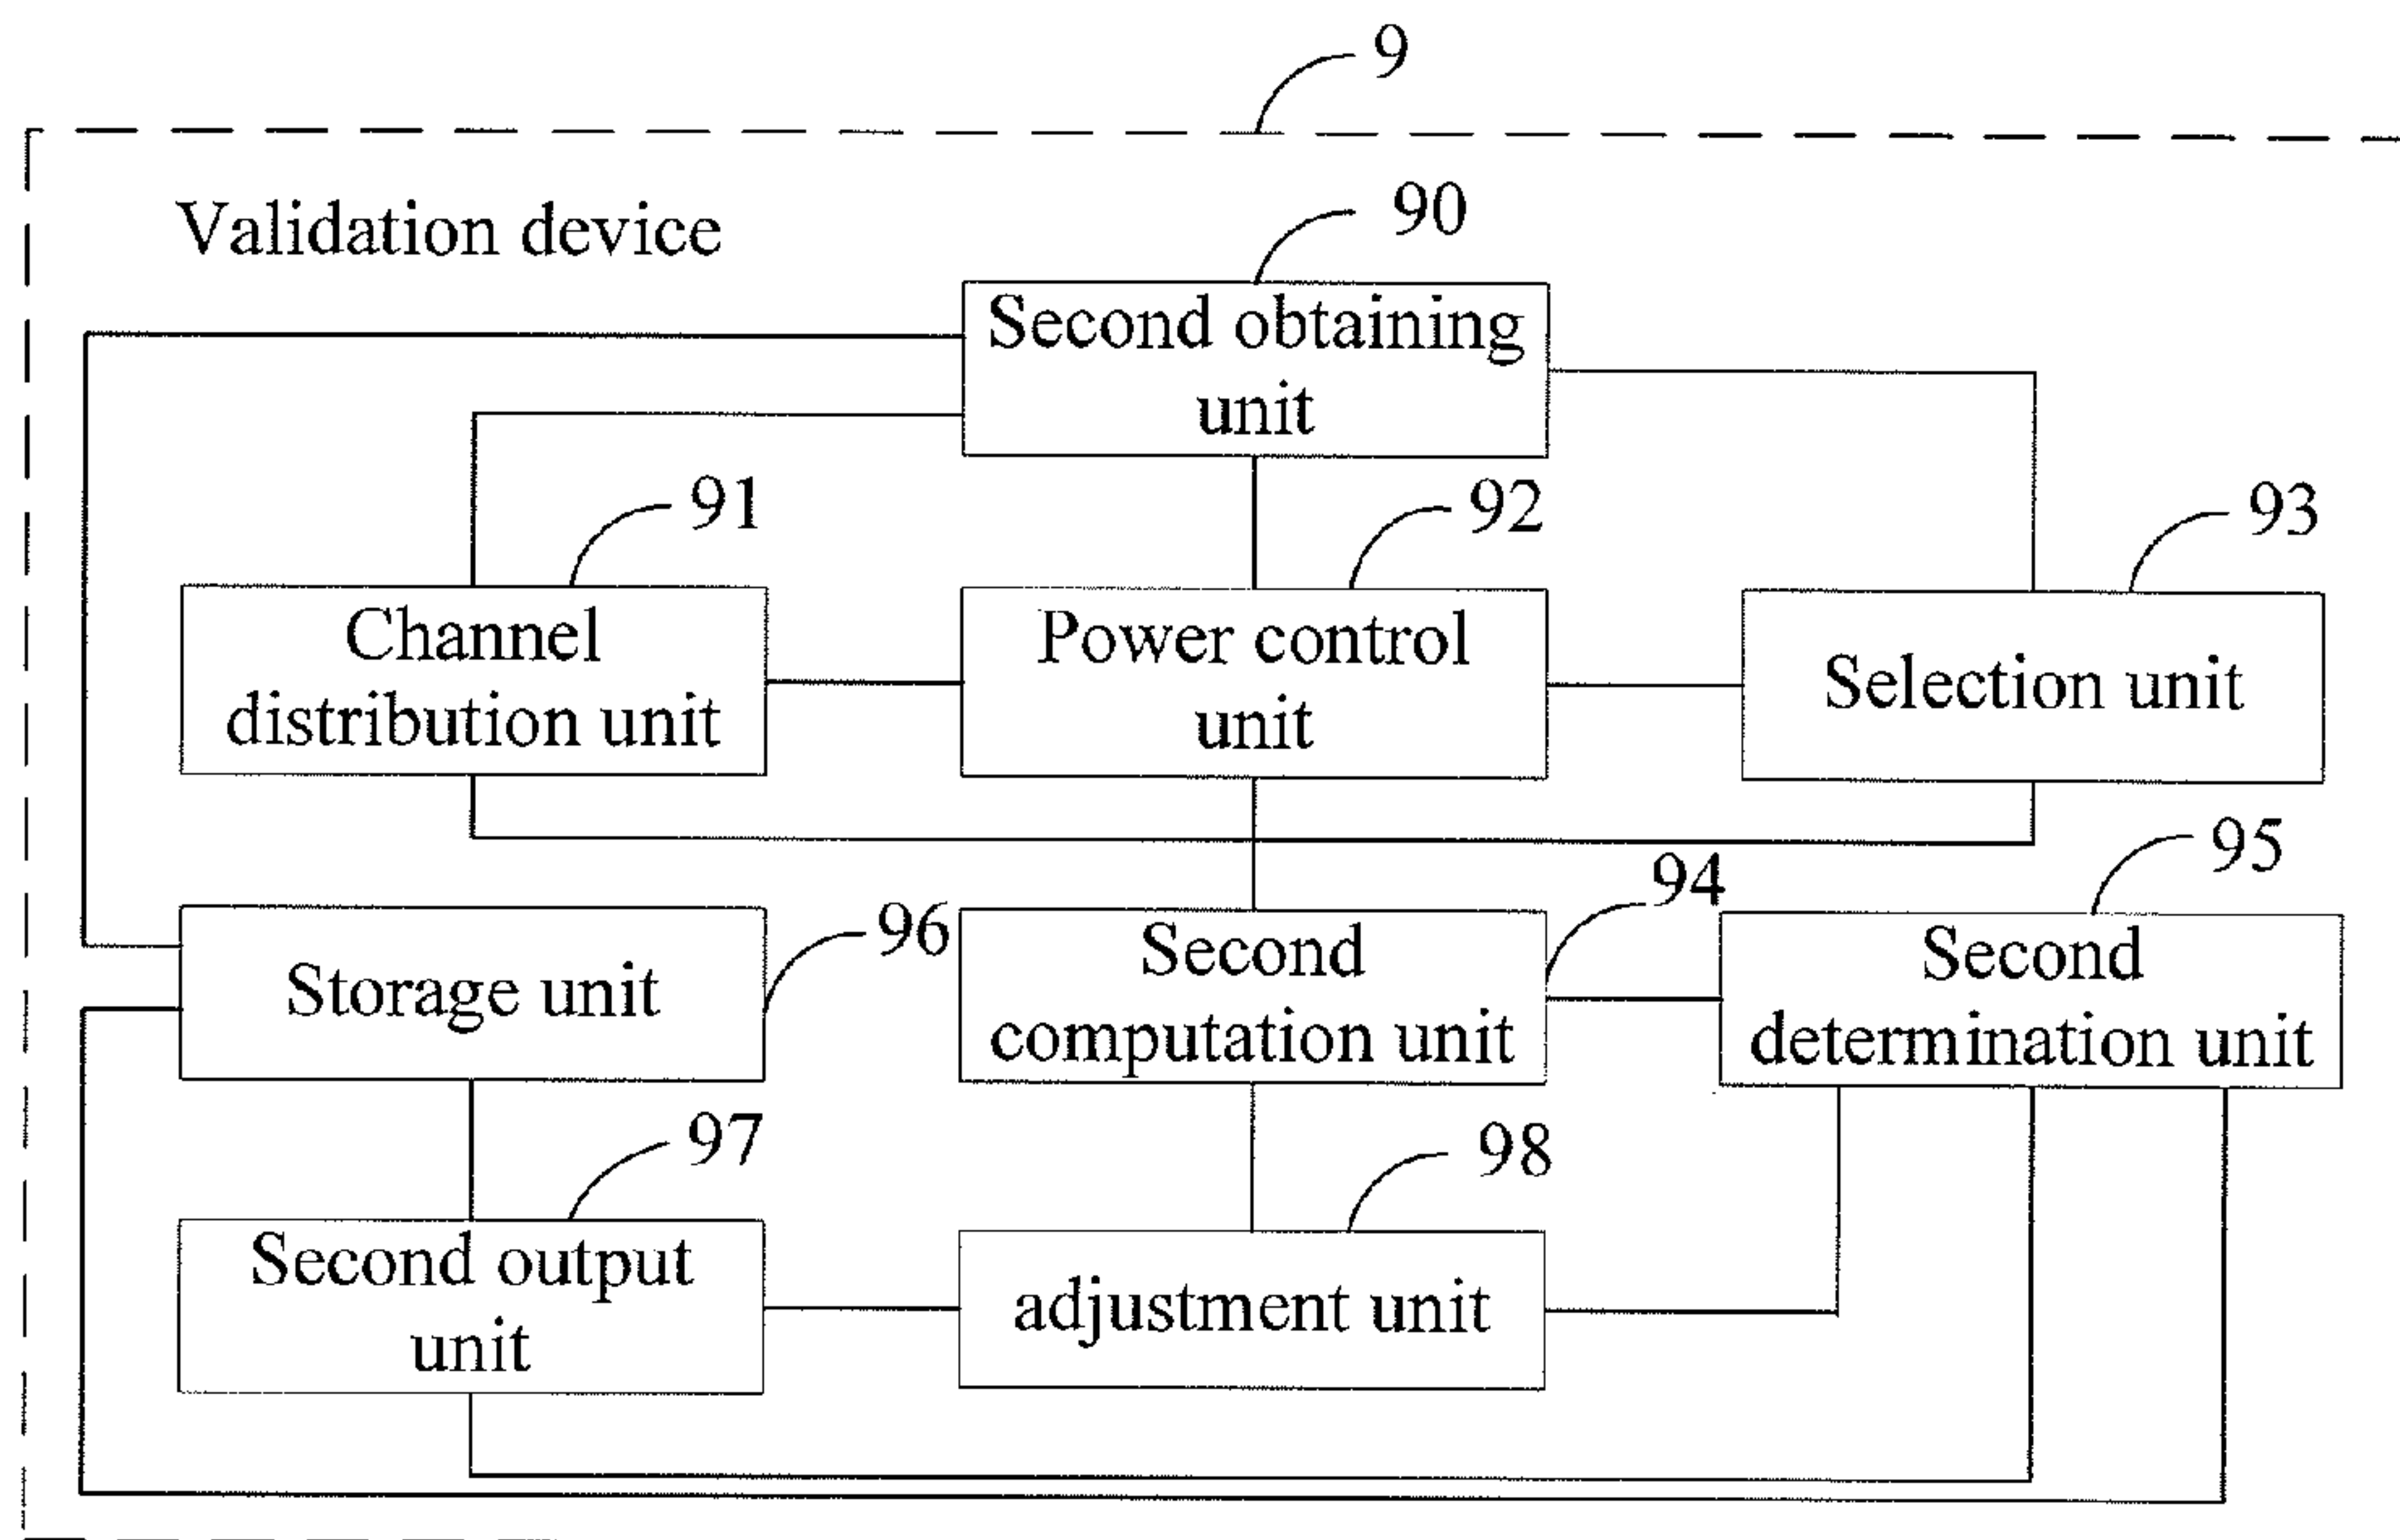 9
Validation device
90
Second obtaining
unit
91
92
93
Channel
distribution unit
Power control
unit
Selection unit
94
95
96
Storage unit
Second
computation unit
Second
determination unit
97
98
Second output
unit
adjustment unit